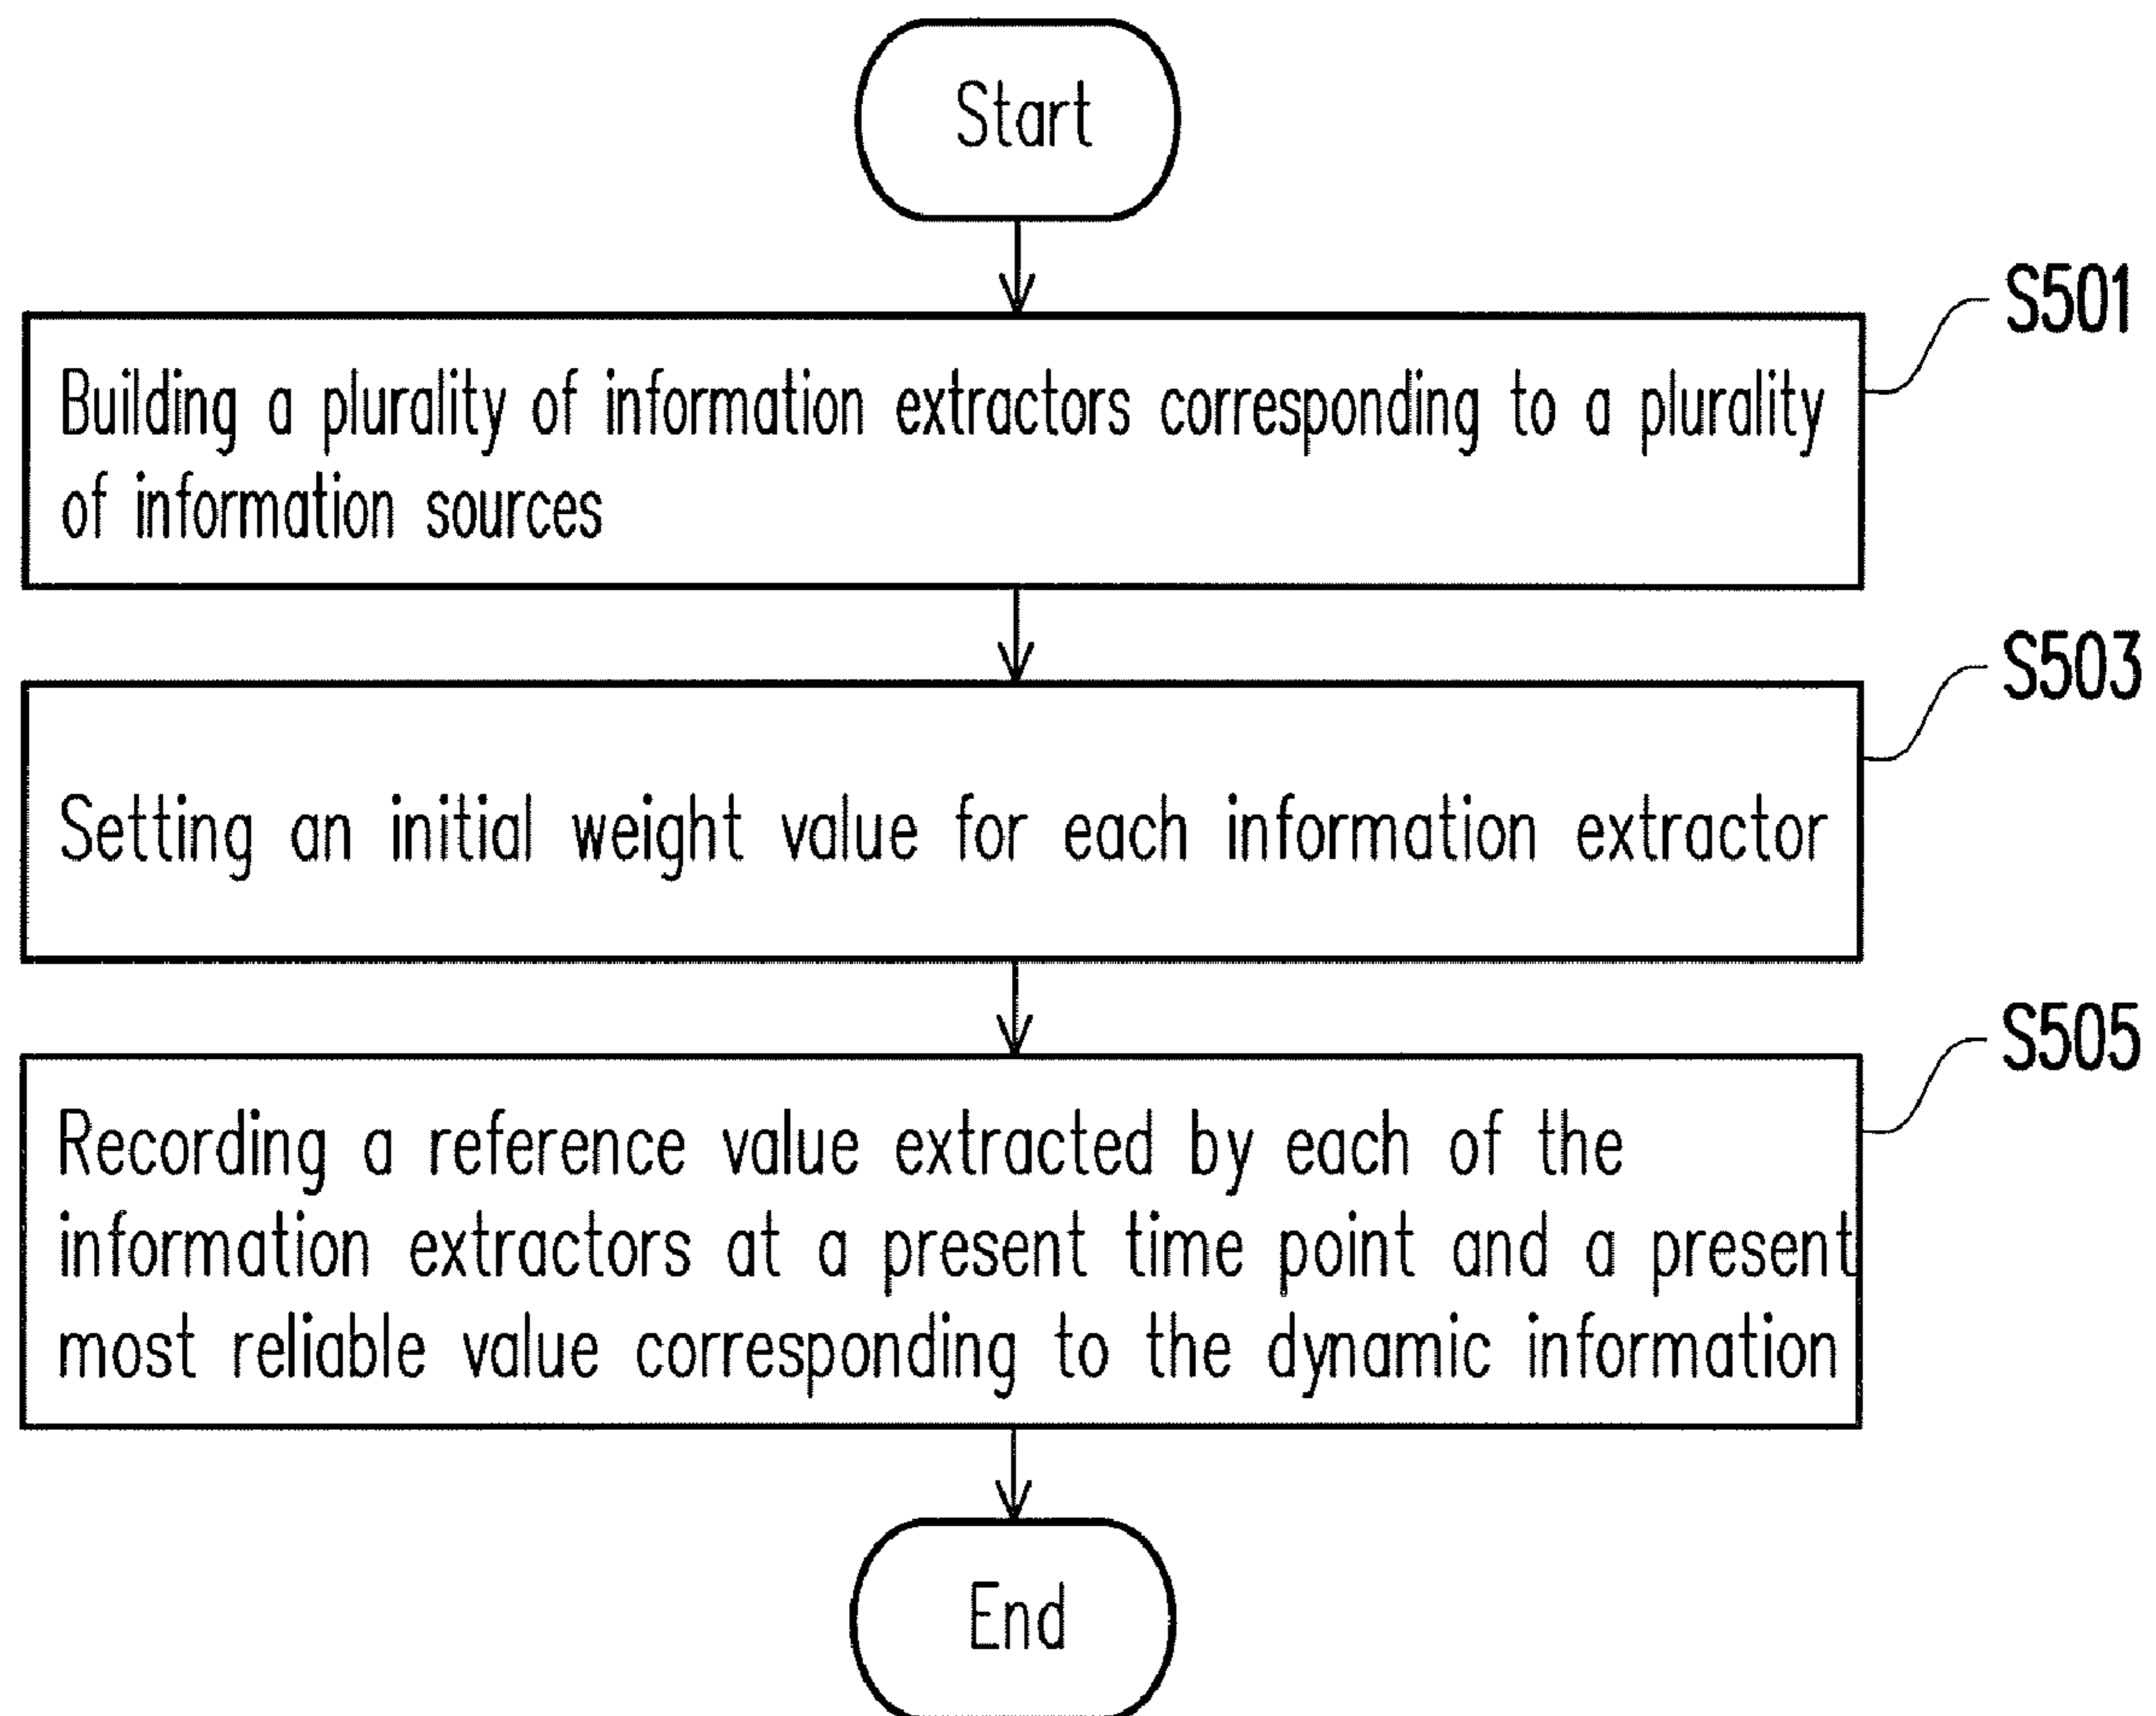 Start
S501
Building a plurality of information extractors corresponding to a plurality
of information sources
S503
Setting an initial weight value for each information extractor
S505
Recording a reference value extracted by each of the
information extractors at a present time point and a present
most reliable value corresponding to the dynamic information
End